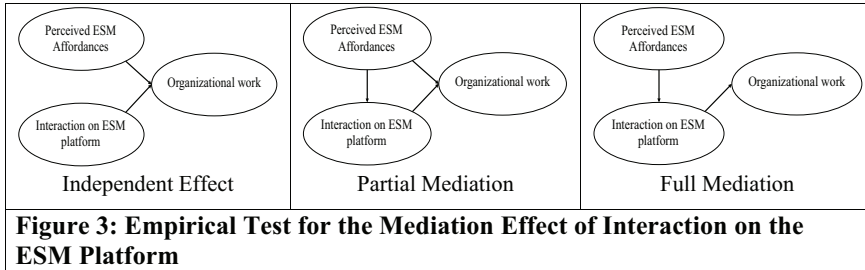 Perceived ESM
Affordances
Organizational work
Interaction on ESM
platform
Independent Effect
Perceived ESM
Affordances
Organizational work
Interaction on ESM
platform
Partial Mediation
Perceived ESM
Affordances
Organizational work
Interaction on ESM
platform
Full Mediation
Figure 3: Empirical Test for the Mediation Effect of Interaction on the
ESM Platform